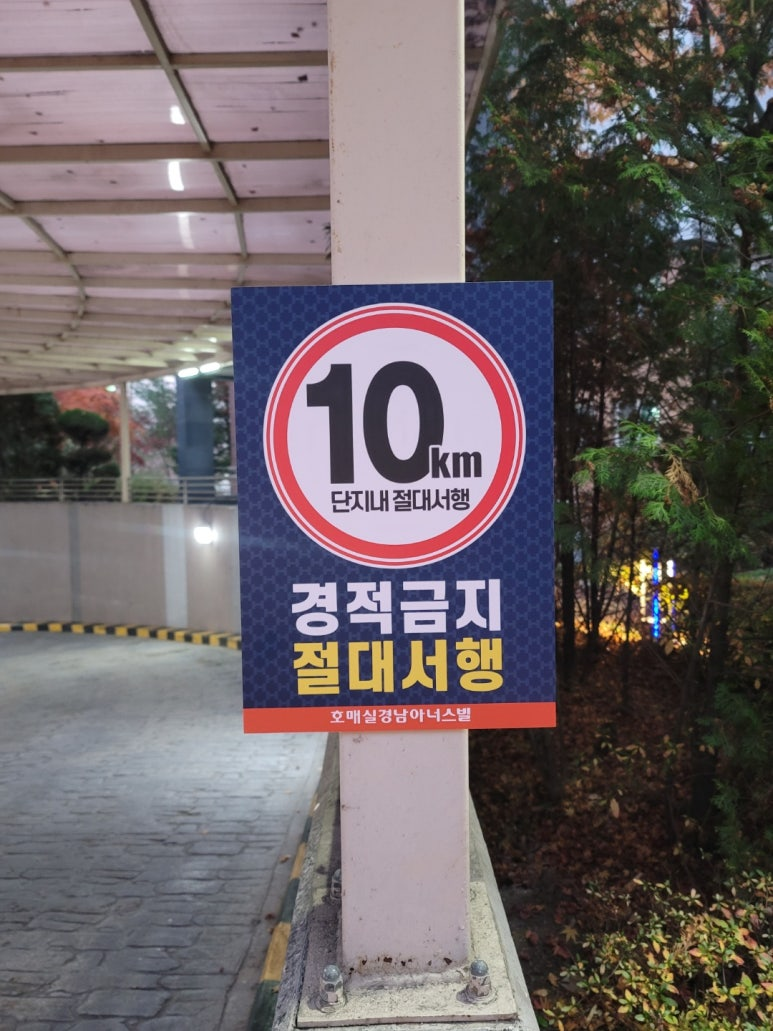 10km
단지내 절대서행
경적금지
절대서행
호매실경남아너스빌